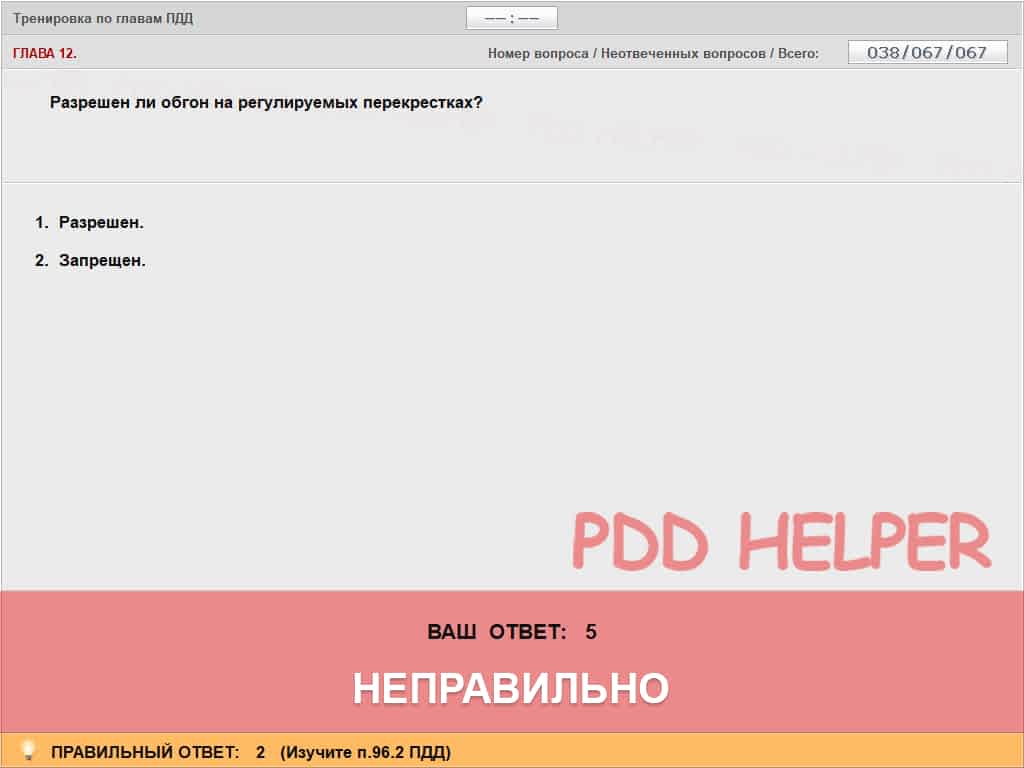 Тренировка по главам ПДД
–– : ––
ГЛАВА 12.
Номер вопроса / Неотвеченных вопросов / Всего:
038/067/067
Разрешен ли обгон на регулируемых перекрестках?
1. Разрешен.
2. Запрещен.
PDD HELPER
ВАШ ОТВЕТ: 5
НЕПРАВИЛЬНО
ПРАВИЛЬНЫЙ ОТВЕТ: 2 (Изучите п.96.2 ПДД)